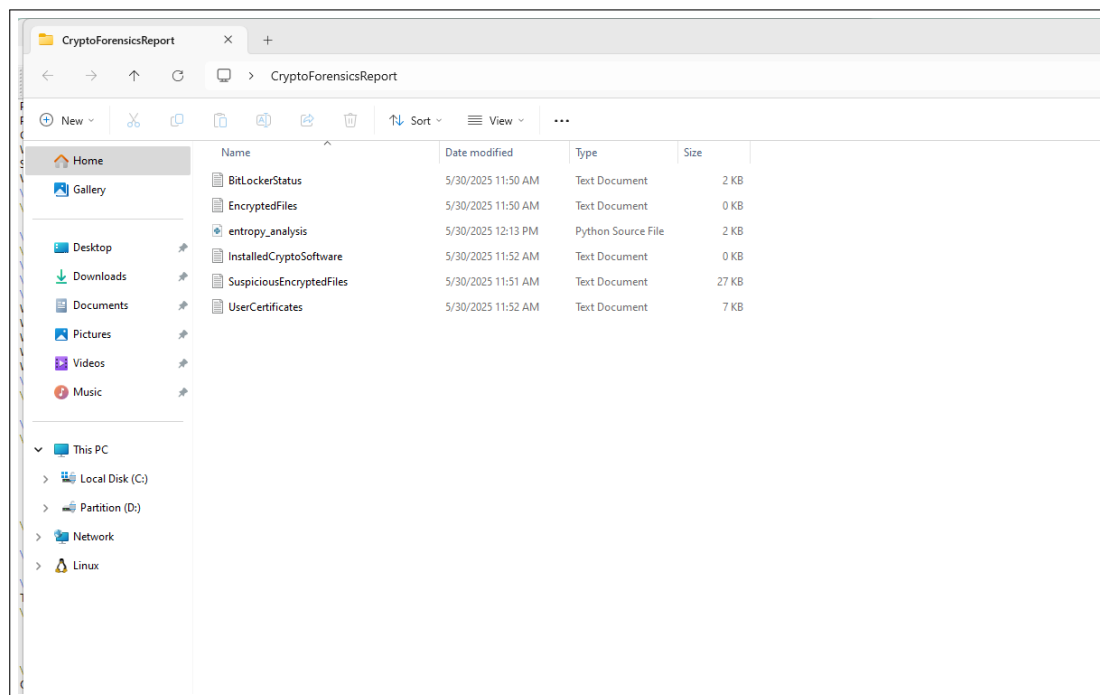 CryptoForensicsReport
CryptoForensicsReport
New Sort View
Home
Gallery
Desktop
Downloads
Documents
Pictures
Videos
Music
This PC
Local Disk (C:)
Partition (D:)
Network
Linux
Name Date modified Type Size
BitLockerStatus 5/30/2025 11:50 AM Text Document 2 KB
EncryptedFiles 5/30/2025 11:50 AM Text Document 0 KB
entropy_analysis 5/30/2025 12:13 PM Python Source File 2 KB
InstalledCryptoSoftware 5/30/2025 11:52 AM Text Document 0 KB
SuspiciousEncryptedFiles 5/30/2025 11:51 AM Text Document 27 KB
UserCertificates 5/30/2025 11:52 AM Text Document 7 KB